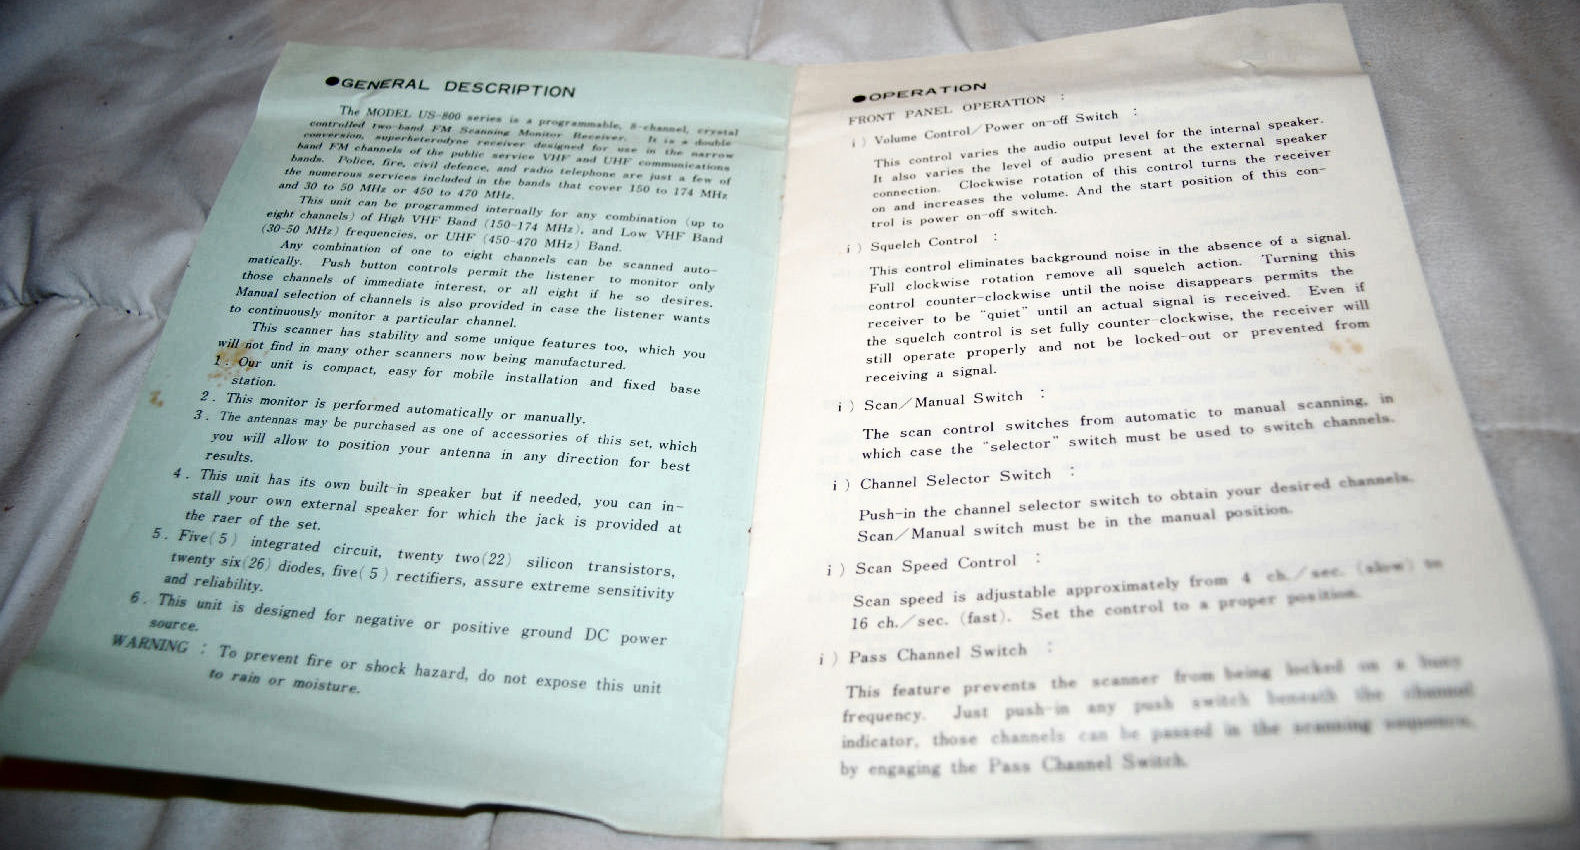 ●GENERAL DESCRIPTION
The MODEL US-800 series is a programmable, 8-channel, crystal
controlled two-band FM Scanning Monitor Receiver. It is a double
conversion, superheterodyne receiver designed for use in the narrow
band FM channels of the public service VHF and UHF communications
bands. Police, fire, civil defence, and radio telephone are just a few of
the numerous services included in the bands that cover 150 to 174 MHz
and 30 to 50 MHz or 450 to 470 MHz.
This unit can be programmed internally for any combination (up to
eight channels) of High VHF Band (150-174 MHz), and Low VHF Band
(30-50 MHz) frequencies, or UHF (450-470 MHz) Band.
Any combination of one to eight channels can be scanned auto-
matically. Push button controls permit the listener to monitor only
those channels of immediate interest, or all eight if he so desires.
Manual selection of channels is also provided in case the listener wants
to continuously monitor a particular channel.
This scanner has stability and some unique features too, which you
will not find in many other scanners now being manufactured.
1. Our unit is compact, easy for mobile installation and fixed base
station.
2. This monitor is performed automatically or manually.
3. The antennas may be purchased as one of accessories of this set, which
you will allow to position your antenna in any direction for best
results.
4. This unit has its own built-in speaker but if needed, you can in-
stall your own external speaker for which the jack is provided at
the raer of the set.
5. Five(5) integrated circuit, twenty two(22) silicon transistors,
twenty six(26) diodes, five(5) rectifiers, assure extreme sensitivity
and reliability.
6. This unit is designed for negative or positive ground DC power
source.
WARNING : To prevent fire or shock hazard, do not expose this unit
to rain or moisture.
●OPERATION
FRONT PANEL OPERATION :
i ) Volume Control/Power on-off Switch :
This control varies the audio output level for the internal speaker.
It also varies the level of audio present at the external speaker
connection. Clockwise rotation of this control turns the receiver
on and increases the volume. And the start position of this con-
trol is power on-off switch.
i ) Squelch Control :
This control eliminates background noise in the absence of a signal.
Full clockwise rotation remove all squelch action. Turning this
control counter-clockwise until the noise disappears permits the
receiver to be "quiet" until an actual signal is received. Even if
the squelch control is set fully counter-clockwise, the receiver will
still operate properly and not be locked-out or prevented from
receiving a signal.
i ) Scan/Manual Switch :
The scan control switches from automatic to manual scanning, in
which case the "selector" switch must be used to switch channels.
i ) Channel Selector Switch :
Push-in the channel selector switch to obtain your desired channels.
Scan/Manual switch must be in the manual position.
i ) Scan Speed Control :
Scan speed is adjustable approximately from 4 ch./sec. (slow) to
16 ch./sec. (fast). Set the control to a proper position.
i ) Pass Channel Switch :
This feature prevents the scanner from being locked on a busy
frequency. Just push-in any push switch beneath the channel
indicator, those channels can be passed in the scanning sequence,
by engaging the Pass Channel Switch.